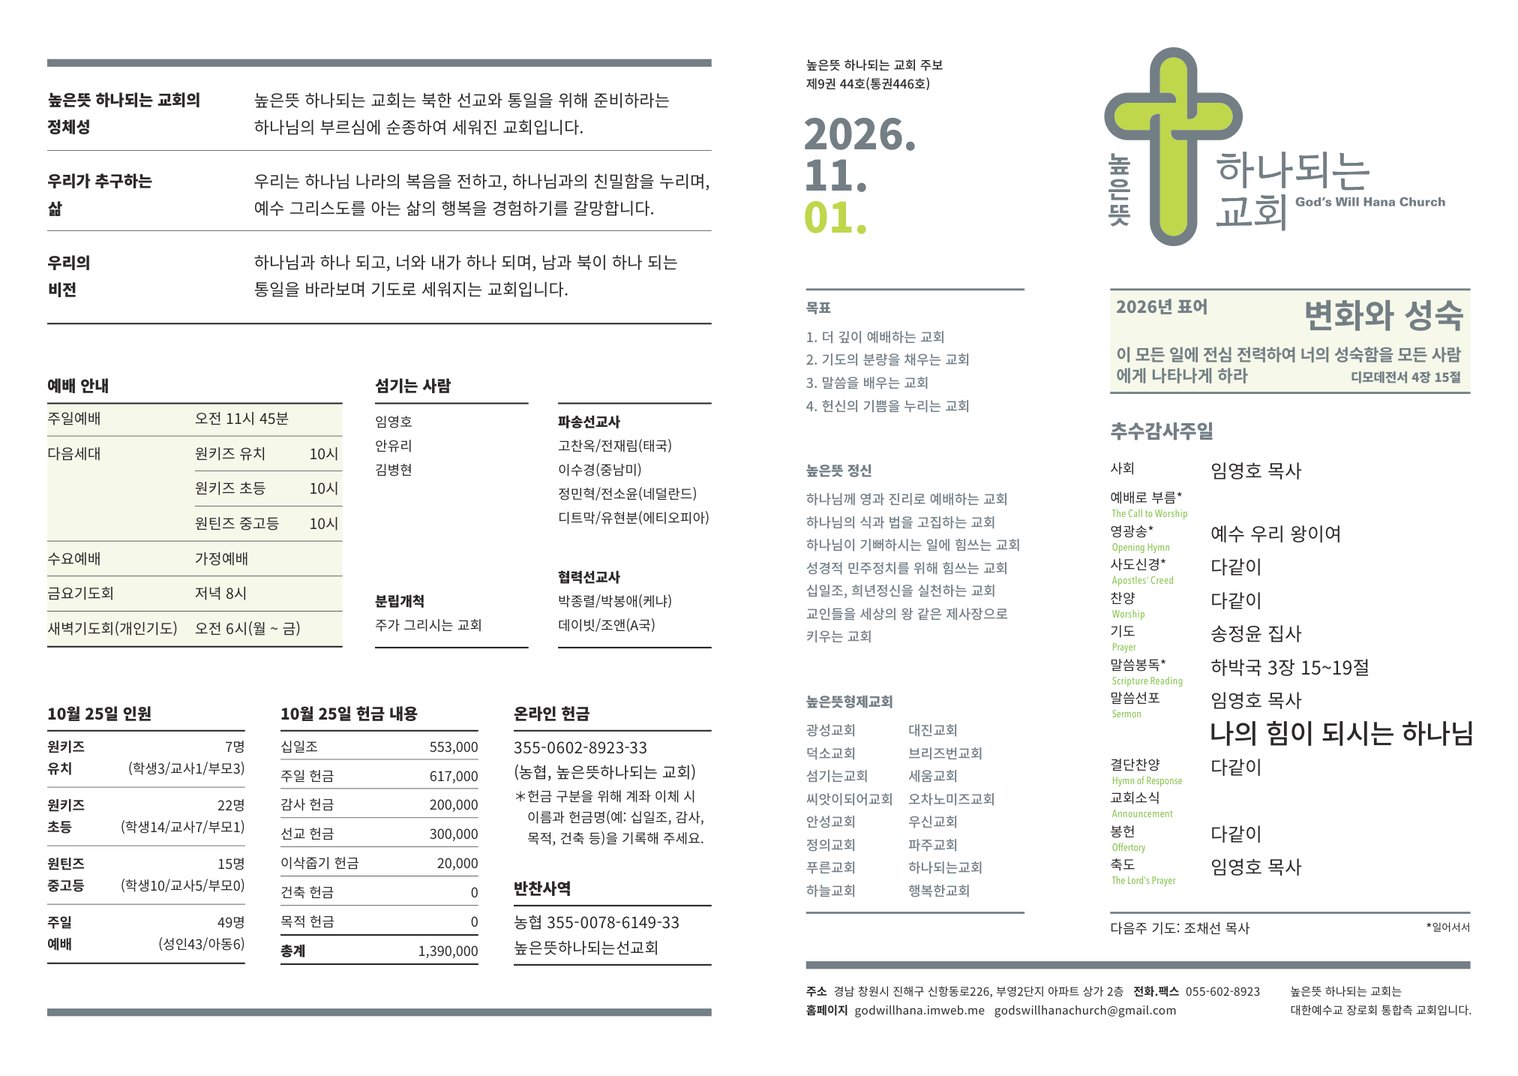 높은뜻 하나되는 교회의
정체성
높은뜻 하나되는 교회는 북한 선교와 통일을 위해 준비하라는
하나님의 부르심에 순종하여 세워진 교회입니다.
우리가 추구하는
삶
우리는 하나님 나라의 복음을 전하고, 하나님과의 친밀함을 누리며,
예수 그리스도를 아는 삶의 행복을 경험하기를 갈망합니다.
우리의
비전
하나님과 하나 되고, 너와 내가 하나 되며, 남과 북이 하나 되는
통일을 바라보며 기도로 세워지는 교회입니다.
예배 안내
주일예배 오전 11시 45분
다음세대 원키즈 유치 10시
원키즈 초등 10시
원틴즈 중고등 10시
수요예배 가정예배
금요기도회 저녁 8시
새벽기도회(개인기도) 오전 6시(월 ~ 금)
섬기는 사람
임영호
안유리
김병현
분립개척
주가 그리시는 교회
파송선교사
고찬옥/전재림(태국)
이수경(중남미)
정민혁/전소윤(네덜란드)
디트막/유현분(에티오피아)
협력선교사
박종렬/박봉애(케냐)
데이빗/조앤(A국)
10월 25일 인원
원키즈 7명
유치 (학생3/교사1/부모3)
원키즈 22명
초등 (학생14/교사7/부모1)
원틴즈 15명
중고등 (학생10/교사5/부모0)
주일 49명
예배 (성인43/아동6)
10월 25일 헌금 내용
십일조 553,000
주일 헌금 617,000
감사 헌금 200,000
선교 헌금 300,000
이삭줍기 헌금 20,000
건축 헌금 0
목적 헌금 0
총계 1,390,000
온라인 헌금
355-0602-8923-33
(농협, 높은뜻하나되는 교회)
*헌금 구분을 위해 계좌 이체 시
이름과 헌금명(예: 십일조, 감사,
목적, 건축 등)을 기록해 주세요.
반찬사역
농협 355-0078-6149-33
높은뜻하나되는선교회
높은뜻 하나되는 교회 주보
제9권 44호(통권446호)
2026.
11.
01.
높은뜻
하나되는
교회 God's Will Hana Church
목표
1. 더 깊이 예배하는 교회
2. 기도의 분량을 채우는 교회
3. 말씀을 배우는 교회
4. 헌신의 기쁨을 누리는 교회
높은뜻 정신
하나님께 영과 진리로 예배하는 교회
하나님의 식과 법을 고집하는 교회
하나님이 기뻐하시는 일에 힘쓰는 교회
성경적 민주정치를 위해 힘쓰는 교회
십일조, 희년정신을 실천하는 교회
교인들을 세상의 왕 같은 제사장으로
키우는 교회
높은뜻형제교회
광성교회 대진교회
덕소교회 브리즈번교회
섬기는교회 세움교회
씨앗이되어교회 오차노미즈교회
안성교회 우신교회
정의교회 파주교회
푸른교회 하나되는교회
하늘교회 행복한교회
2026년 표어 변화와 성숙
이 모든 일에 전심 전력하여 너의 성숙함을 모든 사람
에게 나타나게 하라 디모데전서 4장 15절
추수감사주일
사회 임영호 목사
예배로 부름*
The Call to Worship
영광송* 예수 우리 왕이여
Opening Hymn
사도신경* 다같이
Apostles' Creed
찬양 다같이
Worship
기도 송정윤 집사
Prayer
말씀봉독* 하박국 3장 15~19절
Scripture Reading
말씀선포 임영호 목사
Sermon
나의 힘이 되시는 하나님
결단찬양 다같이
Hymn of Response
교회소식
Announcement
봉헌 다같이
Offertory
축도 임영호 목사
The Lord's Prayer
다음주 기도: 조채선 목사 *일어서서
주소 경남 창원시 진해구 신항동로226, 부영2단지 아파트 상가 2층 전화.팩스 055-602-8923
홈페이지 godwillhana.imweb.me godswillhanachurch@gmail.com
높은뜻 하나되는 교회는
대한예수교 장로회 통합측 교회입니다.